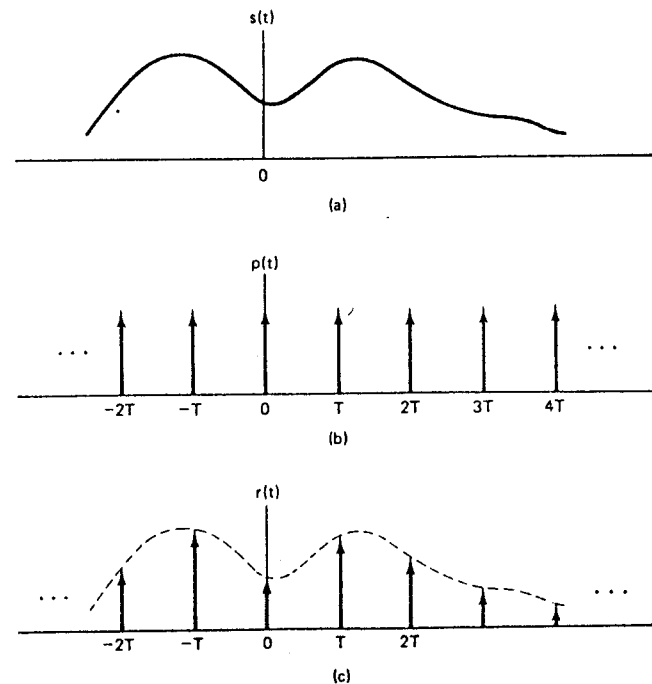 s(t)
0
(a)
p(t)
... ...
-2T -T 0 T 2T 3T 4T
(b)
r(t)
... ...
-2T -T 0 T 2T
(c)